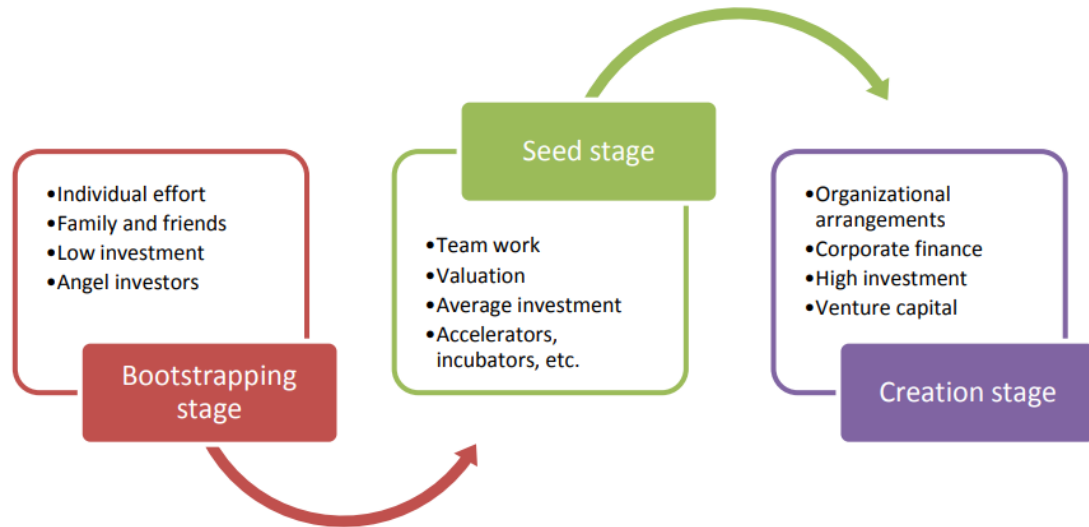 •Individual effort
•Family and friends
•Low investment
•Angel investors
Bootstrapping
stage
Seed stage
•Team work
•Valuation
•Average investment
•Accelerators,
incubators, etc.
•Organizational
arrangements
•Corporate finance
•High investment
•Venture capital
Creation stage